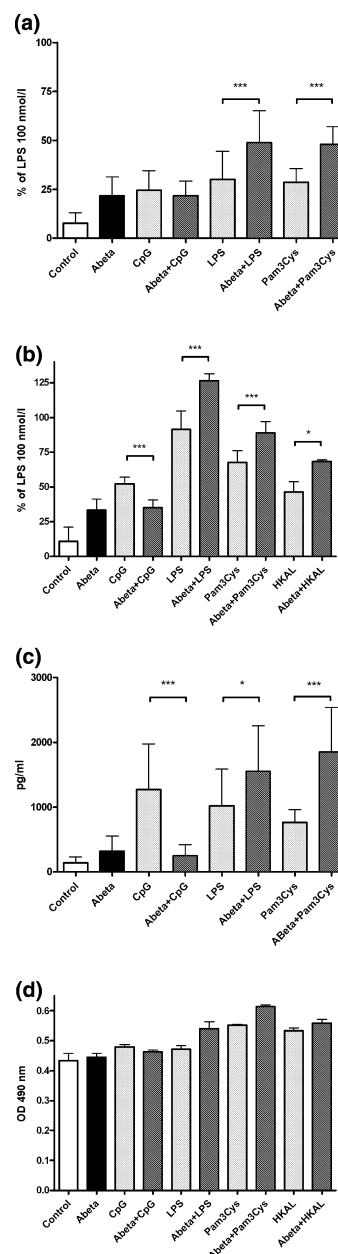 (a)
100
75
50
25
0
% of LPS 100 nmol/l
***
***
Control
Abeta
CpG
Abeta+CpG
LPS
Abeta+LPS
Pam3Cys
Abeta+Pam3Cys
(b)
125
100
75
50
25
0
% of LPS 100 nmol/l
***
***
***
*
Control
Abeta
CpG
Abeta+CpG
LPS
Abeta+LPS
Pam3Cys
Abeta+Pam3Cys
HKAL
Abeta+HKAL
(c)
3000
2000
1000
0
pg/ml
***
*
***
Control
Abeta
CpG
Abeta+CpG
LPS
Abeta+LPS
Pam3Cys
ABeta+Pam3Cys
(d)
0.6
0.5
0.4
0.3
0.2
0.1
0.0
OD 490 nm
Control
Abeta
CpG
Abeta+CpG
LPS
Abeta+LPS
Pam3Cys
Abeta+Pam3Cys
HKAL
Abeta+HKAL